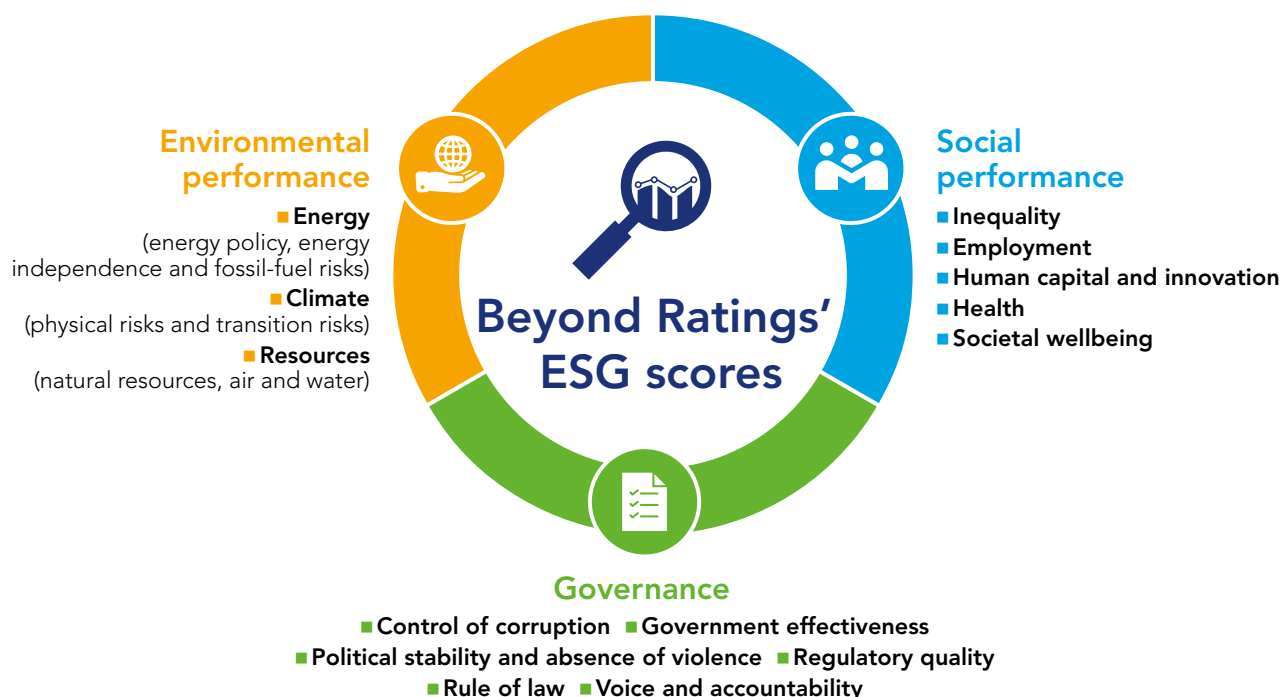 Environmental
performance
■ Energy
(energy policy, energy
independence and fossil-fuel risks)
■ Climate
(physical risks and transition risks)
■ Resources
(natural resources, air and water)
Beyond Ratings‘
ESG scores
Social
performance
■ Inequality
■ Employment
■ Human capital and innovation
■ Health
■ Societal wellbeing
Governance
■ Control of corruption ■ Government effectiveness
■ Political stability and absence of violence ■ Regulatory quality
■ Rule of law ■ Voice and accountability